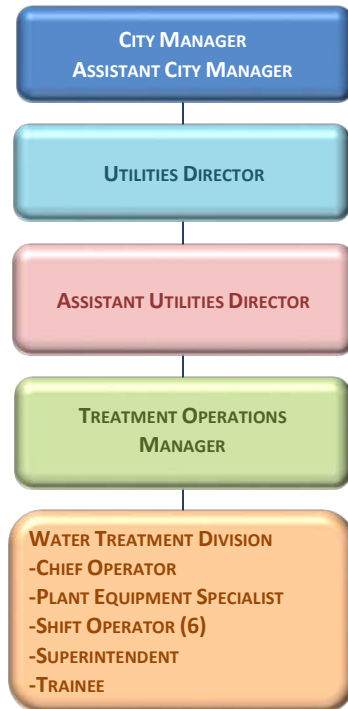 City Manager
Assistant City Manager
Utilities Director
Assistant Utilities Director
Treatment Operations
Manager
Water Treatment Division
-Chief Operator
-Plant Equipment Specialist
-Shift Operator (6)
-Superintendent
-Trainee